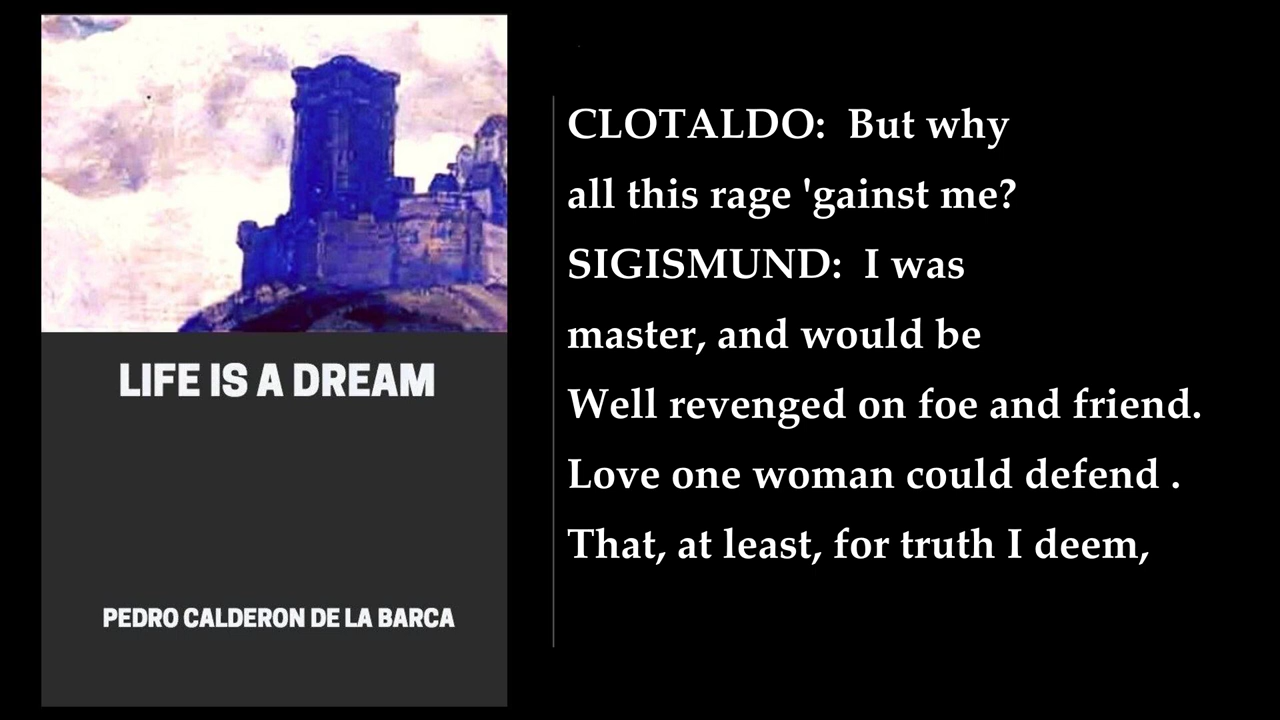 LIFE IS A DREAM
PEDRO CALDERON DE LA BARCA
CLOTALDO:  But why
all this rage 'gainst me?
SIGISMUND:  I was
master, and would be
Well revenged on foe and friend.
Love one woman could defend .
That, at least, for truth I deem,